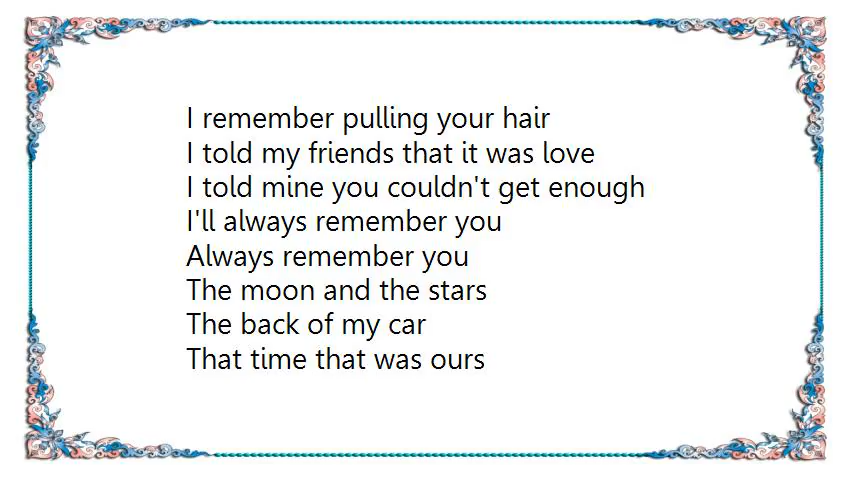 I remember pulling your hair
I told my friends that it was love
I told mine you couldn't get enough
I'll always remember you
Always remember you
The moon and the stars
The back of my car
That time that was ours